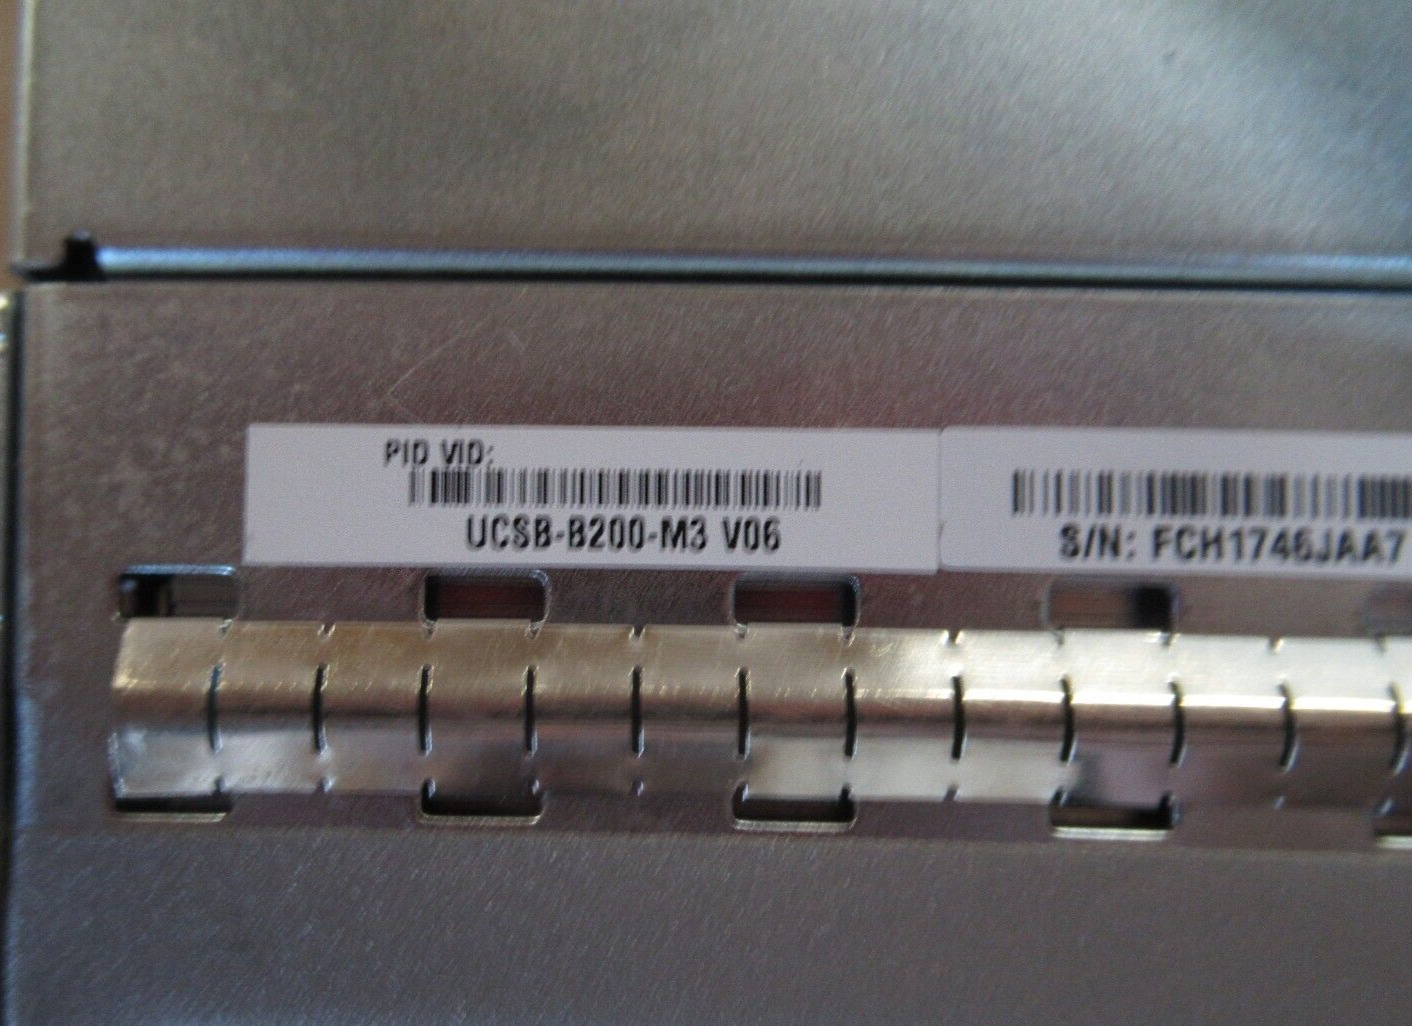 PID VID:
UCSB-B200-M3 V06
S/N: FCH1746JAA7